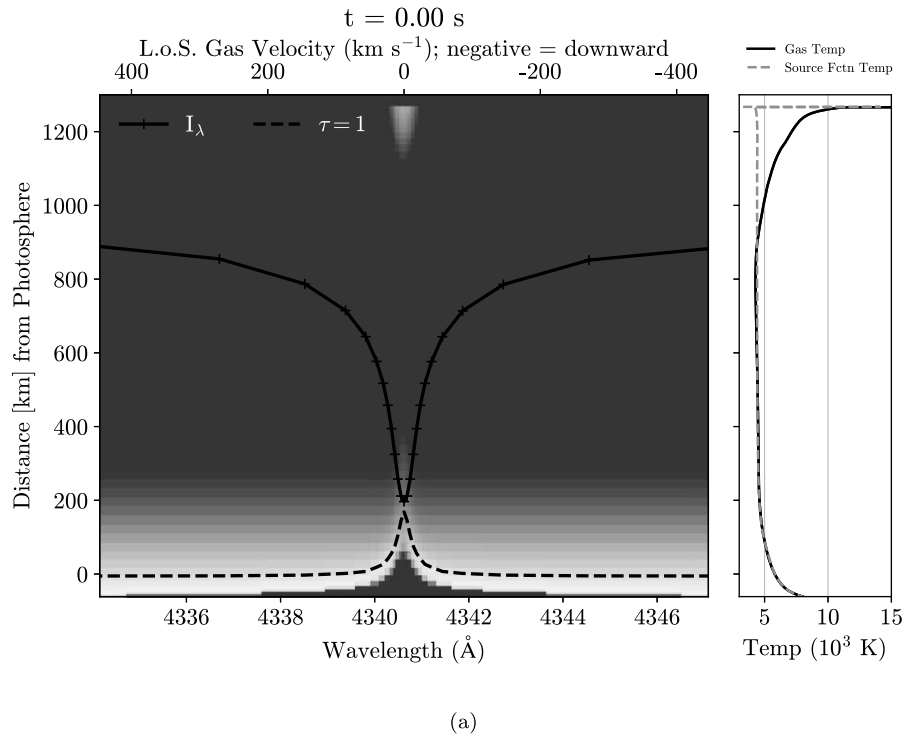 t = 0.00 s
L.o.S. Gas Velocity (km s⁻¹); negative = downward
400 200 0 -200 -400
Gas Temp
Source Fctn Temp
I_λ τ = 1
1200
1000
800
600
400
200
0
Distance [km] from Photosphere
4336 4338 4340 4342 4344 4346
Wavelength (Å)
5 10 15
Temp (10³ K)
(a)